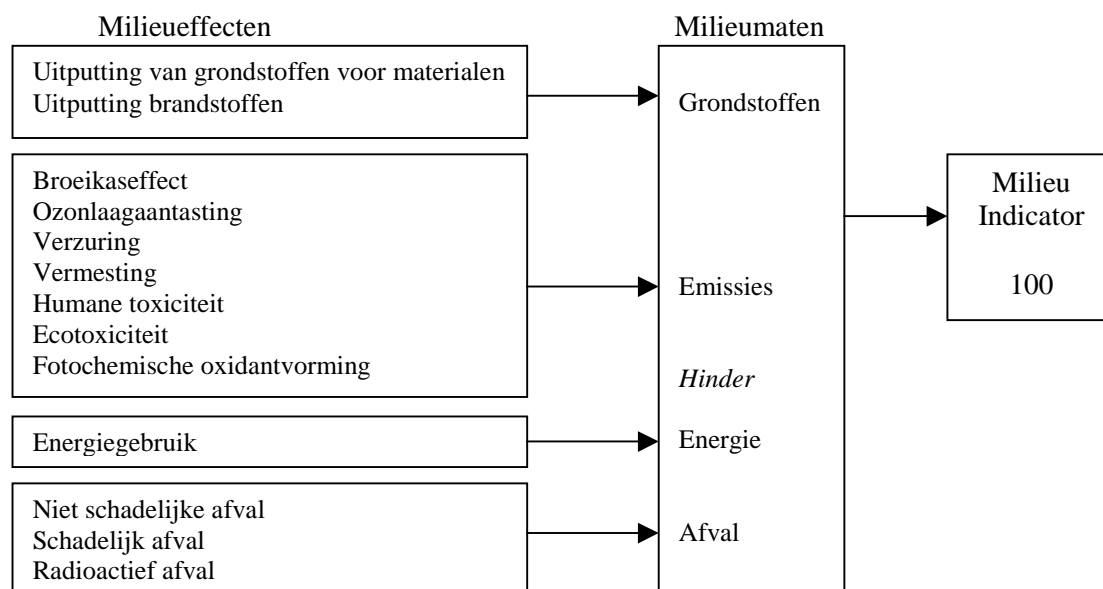 Milieueffecten
Uitputting van grondstoffen voor materialen
Uitputting brandstoffen
Broeikaseffect
Ozonlaagaantasting
Verzuring
Vermesting
Humane toxiciteit
Ecotoxiciteit
Fotochemische oxidantvorming
Energiegebruik
Niet schadelijke afval
Schadelijk afval
Radioactief afval
Milieumaten
Grondstoffen
Emissies
Hinder
Energie
Afval
Milieu
Indicator
100